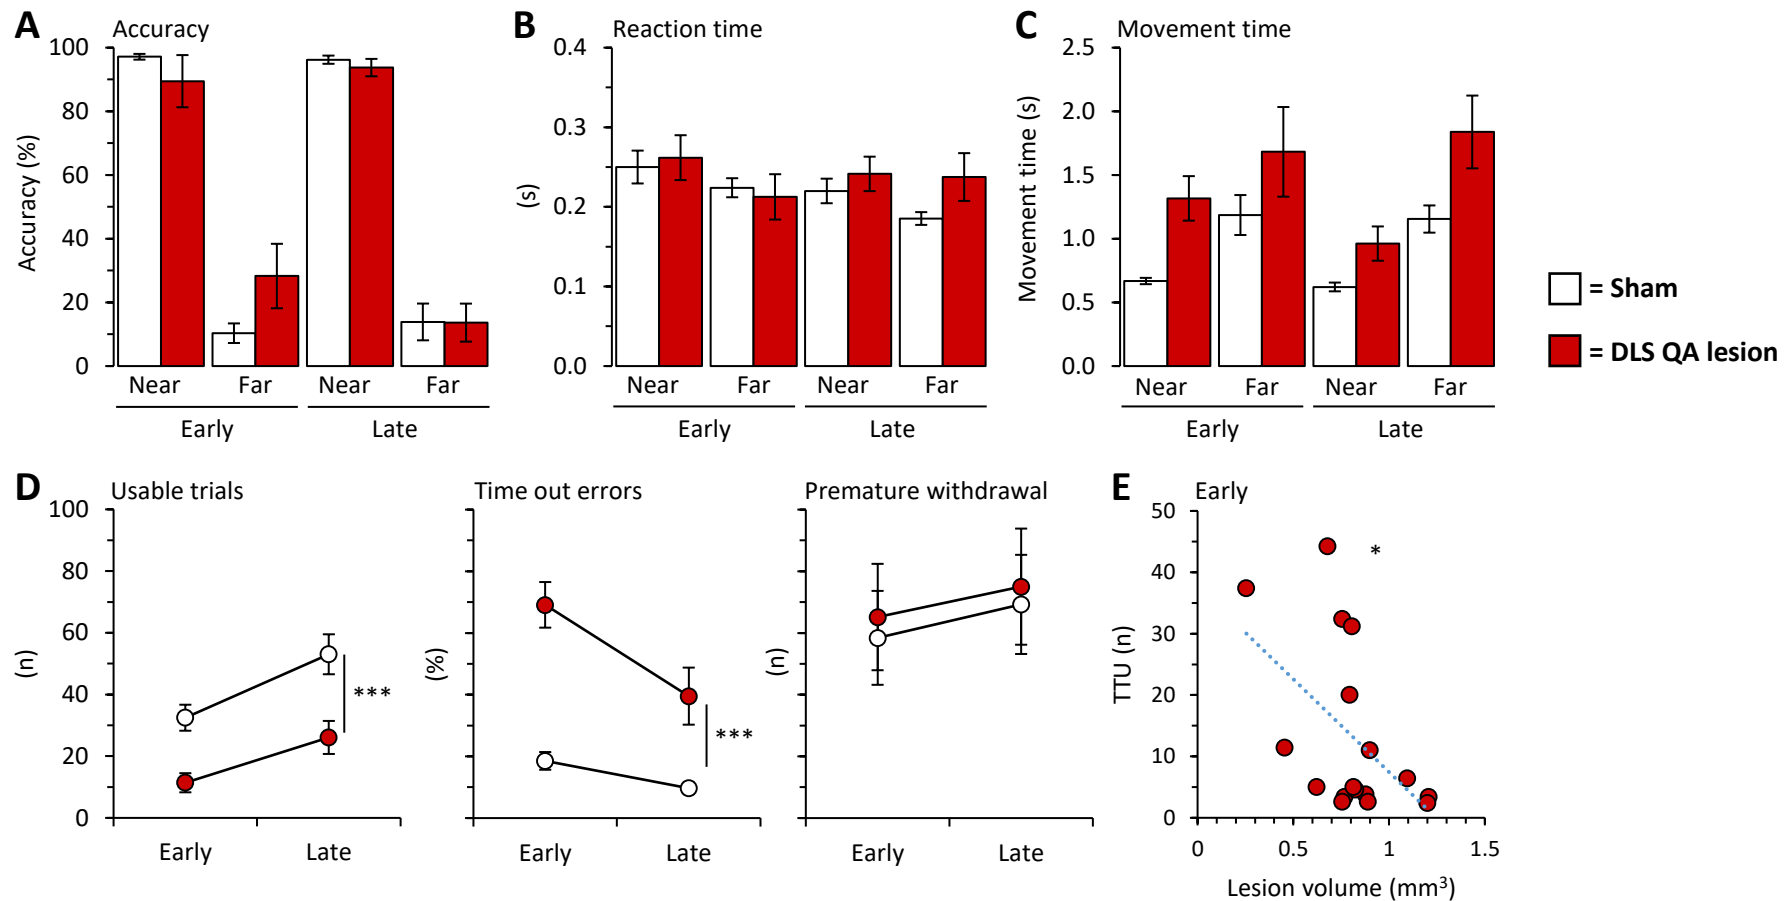 A Accuracy
Accuracy (%)
100
80
60
40
20
0
Near Far Near Far
Early Late
B Reaction time
(s)
0.4
0.3
0.2
0.1
0.0
Near Far Near Far
Early Late
C Movement time
Movement time (s)
2.5
2.0
1.5
1.0
0.5
0.0
Near Far Near Far
Early Late
= Sham
= DLS QA lesion
D Usable trials
(n)
100
80
60
40
20
0
***
Early Late
Time out errors
(%)
***
Early Late
Premature withdrawal
(n)
Early Late
E Early
TTU (n)
50
40
30
20
10
0
*
0 0.5 1 1.5
Lesion volume (mm³)